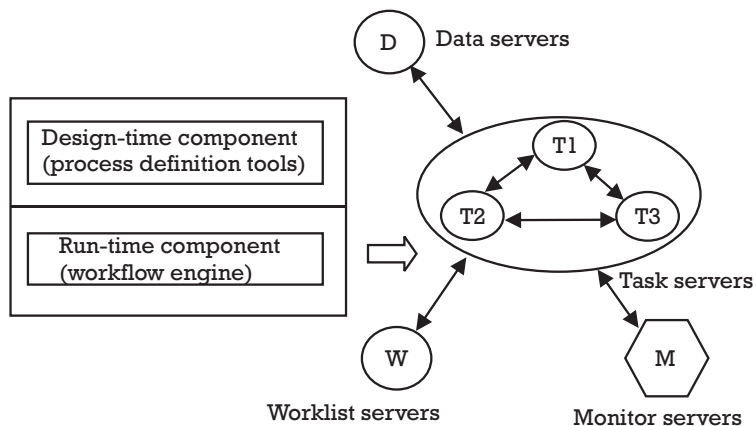 D
Data servers
Design-time component
(process definition tools)
T1
T2
T3
Run-time component
(workflow engine)
Task servers
W
M
Worklist servers
Monitor servers